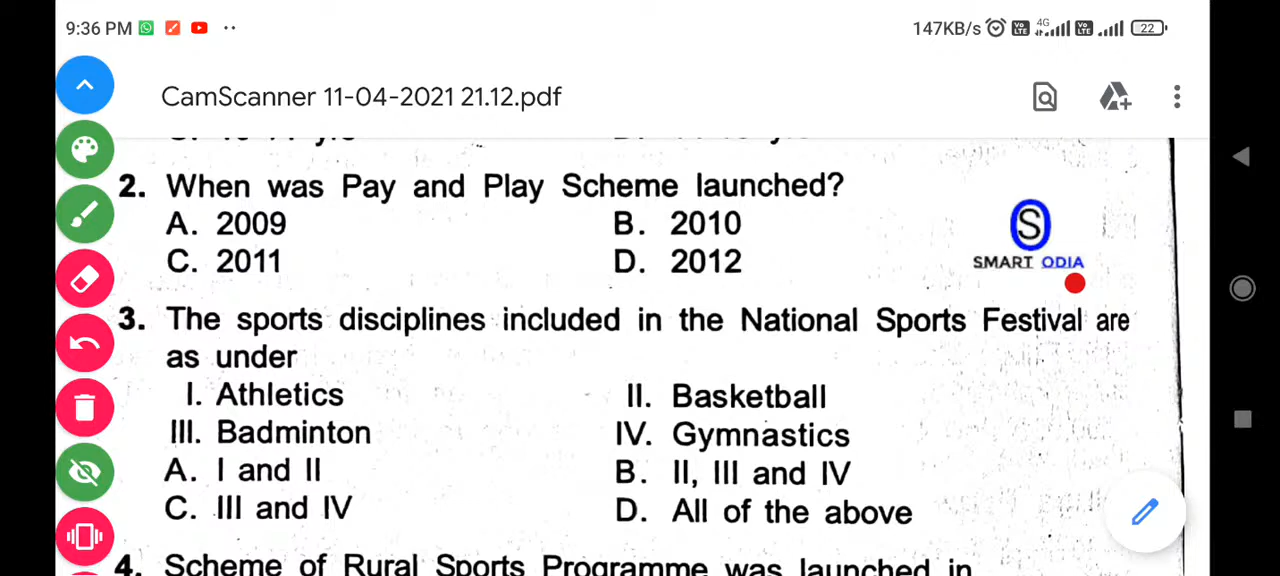 9:36 PM
147KB/s 4G 22
CamScanner 11-04-2021 21.12.pdf
2. When was Pay and Play Scheme launched?
A. 2009 B. 2010
C. 2011 D. 2012
S
SMART ODIA
3. The sports disciplines included in the National Sports Festival are
as under
I. Athletics II. Basketball
III. Badminton IV. Gymnastics
A. I and II B. II, III and IV
C. III and IV D. All of the above
4. Scheme of Rural Sports Programme was launched in